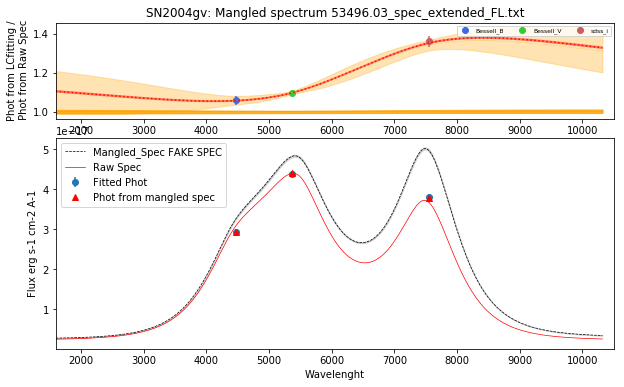 SN2004gv: Mangled spectrum 53496.03_spec_extended_FL.txt
Phot from LCfitting /
Phot from Raw Spec
1.4
1.2
1.0
Bessell_B
Bessell_V
sdss_i
2000 3000 4000 5000 6000 7000 8000 9000 10000
1e−17
Flux erg s-1 cm-2 A-1
5
4
3
2
1
Mangled_Spec FAKE SPEC
Raw Spec
Fitted Phot
Phot from mangled spec
2000 3000 4000 5000 6000 7000 8000 9000 10000
Wavelenght